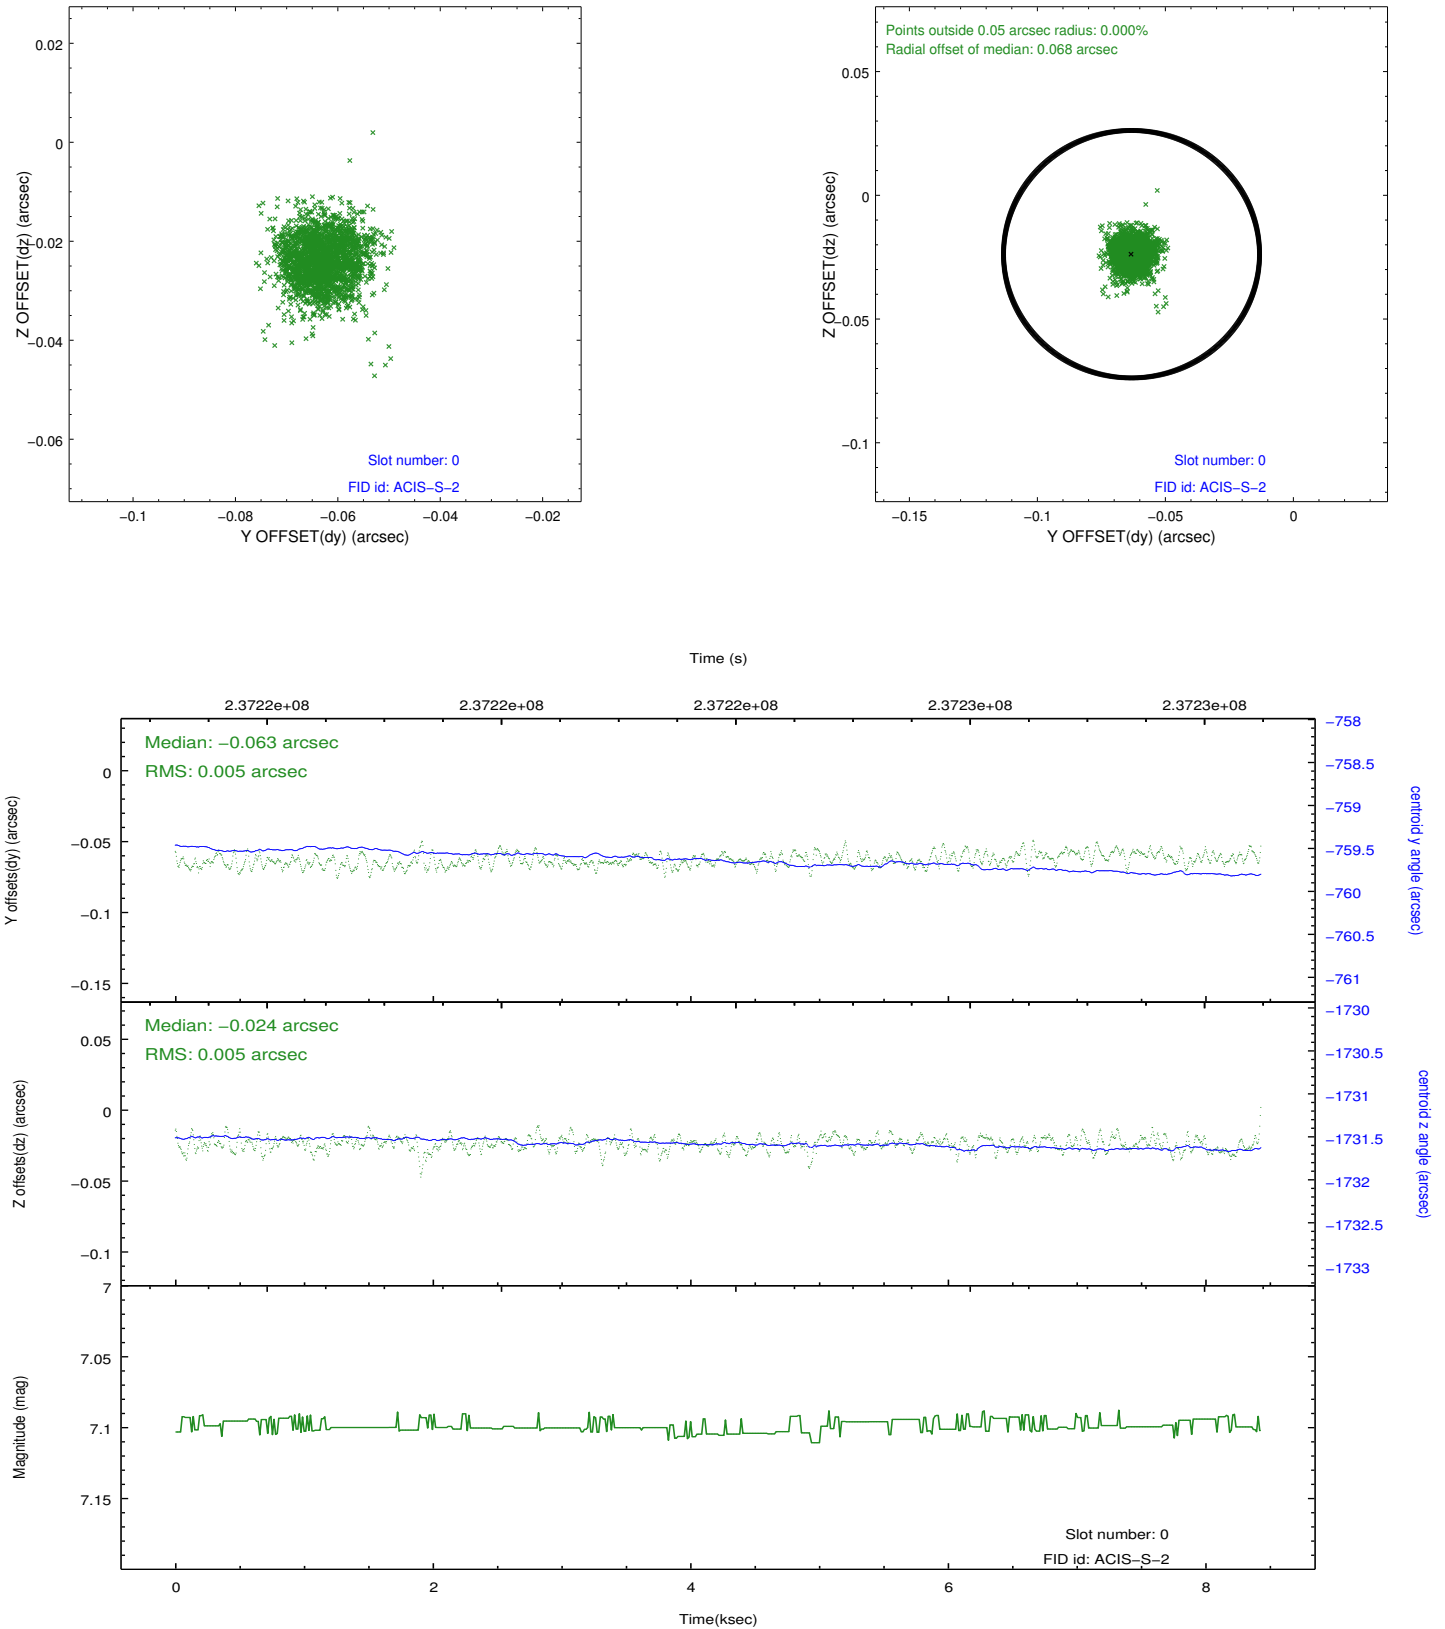 0.02
0
−0.02
−0.04
−0.06
Z OFFSET(dz) (arcsec)
Slot number: 0
FID id: ACIS−S−2
−0.1
−0.08
−0.06
−0.04
−0.02
Y OFFSET(dy) (arcsec)
Points outside 0.05 arcsec radius: 0.000%
Radial offset of median: 0.068 arcsec
0.05
0
−0.05
−0.1
Z OFFSET(dz) (arcsec)
Slot number: 0
FID id: ACIS−S−2
−0.15
−0.1
−0.05
0
Y OFFSET(dy) (arcsec)
Time (s)
2.3722e+08
2.3722e+08
2.3722e+08
2.3723e+08
2.3723e+08
Median: −0.063 arcsec
RMS: 0.005 arcsec
0
−0.05
−0.1
−0.15
Y offsets(dy) (arcsec)
−758
−758.5
−759
−759.5
−760
−760.5
−761
centroid y angle (arcsec)
Median: −0.024 arcsec
RMS: 0.005 arcsec
0.05
0
−0.05
−0.1
Z offsets(dz) (arcsec)
−1730
−1730.5
−1731
−1731.5
−1732
−1732.5
−1733
centroid z angle (arcsec)
7
7.05
7.1
7.15
Magnitude (mag)
Slot number: 0
FID id: ACIS−S−2
0
2
4
6
8
Time(ksec)